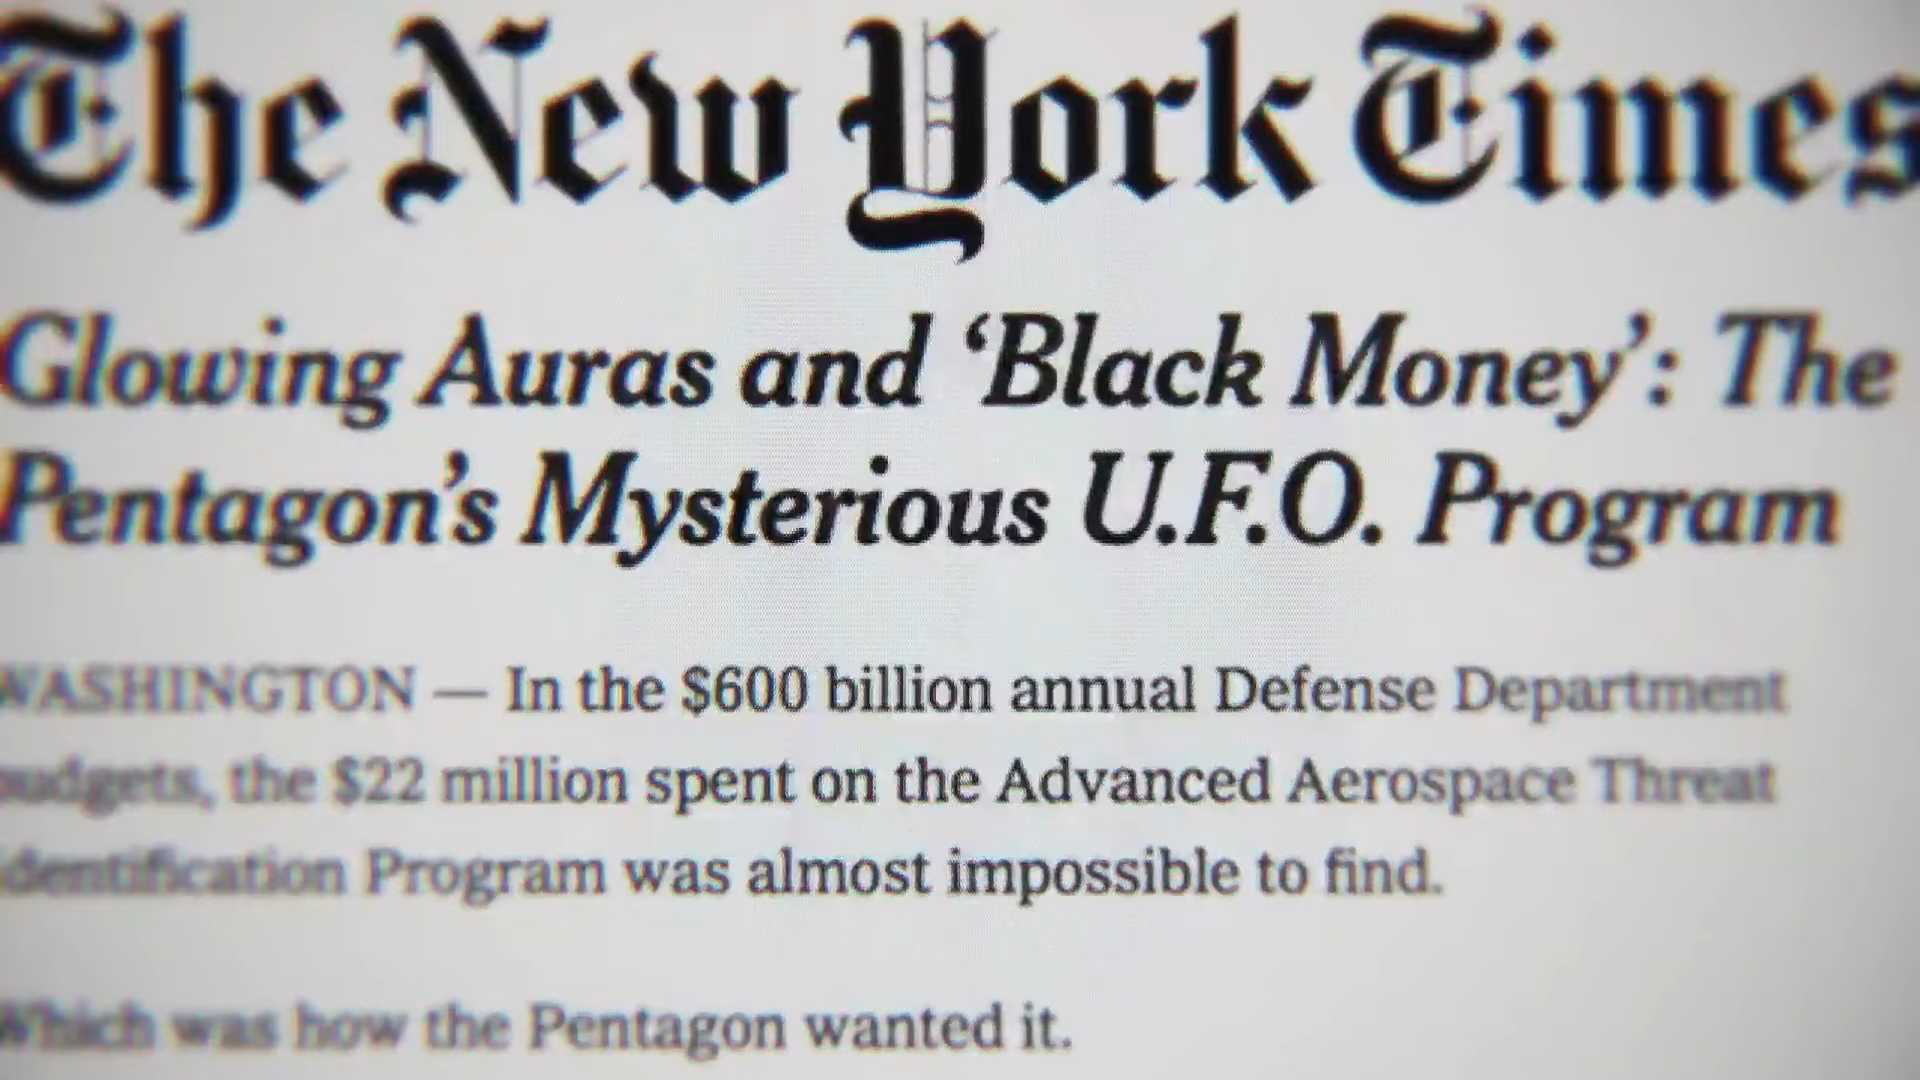 The New York Times
Glowing Auras and ‘Black Money’: The
Pentagon’s Mysterious U.F.O. Program
WASHINGTON — In the $600 billion annual Defense Department
budgets, the $22 million spent on the Advanced Aerospace Threat
Identification Program was almost impossible to find.
Which was how the Pentagon wanted it.